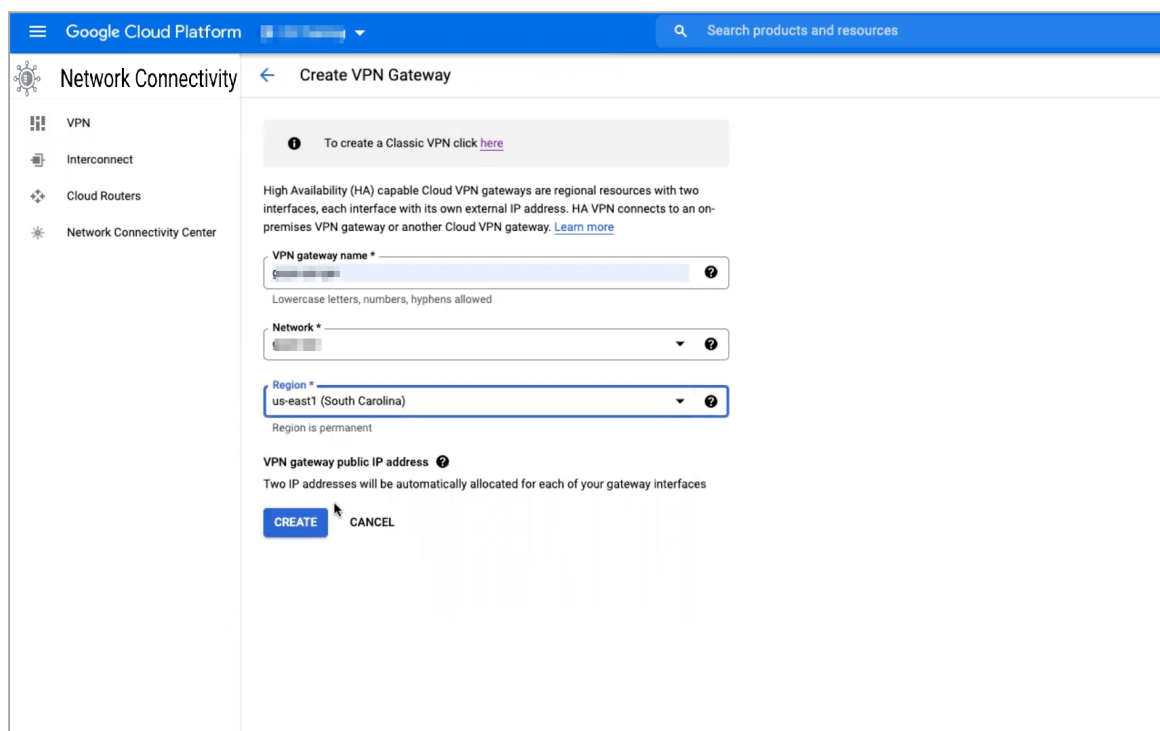 Google Cloud Platform
Search products and resources
Network Connectivity
Create VPN Gateway
VPN
Interconnect
Cloud Routers
Network Connectivity Center
To create a Classic VPN click here
High Availability (HA) capable Cloud VPN gateways are regional resources with two
interfaces, each interface with its own external IP address. HA VPN connects to an on-
premises VPN gateway or another Cloud VPN gateway. Learn more
VPN gateway name *
Lowercase letters, numbers, hyphens allowed
Network *
Region *
us-east1 (South Carolina)
Region is permanent
VPN gateway public IP address
Two IP addresses will be automatically allocated for each of your gateway interfaces
CREATE
CANCEL